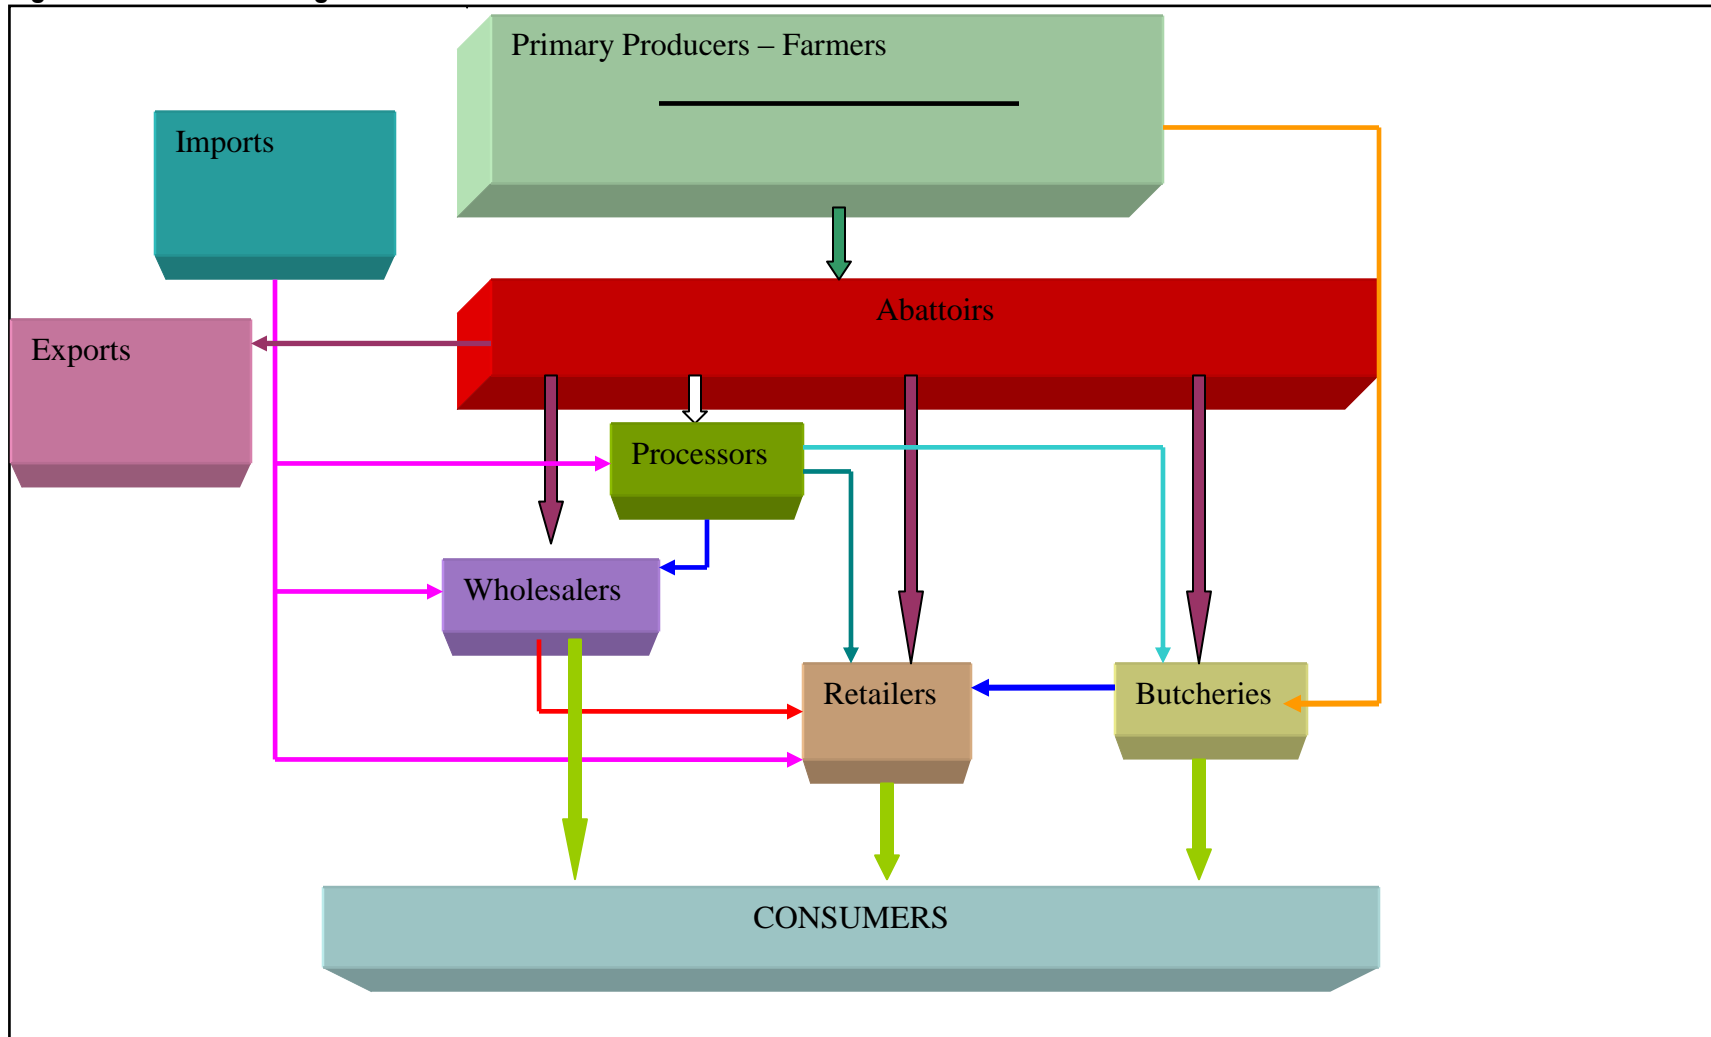 Primary Producers – Farmers
Imports
Abattoirs
Exports
Processors
Wholesalers
Retailers
Butcheries
CONSUMERS